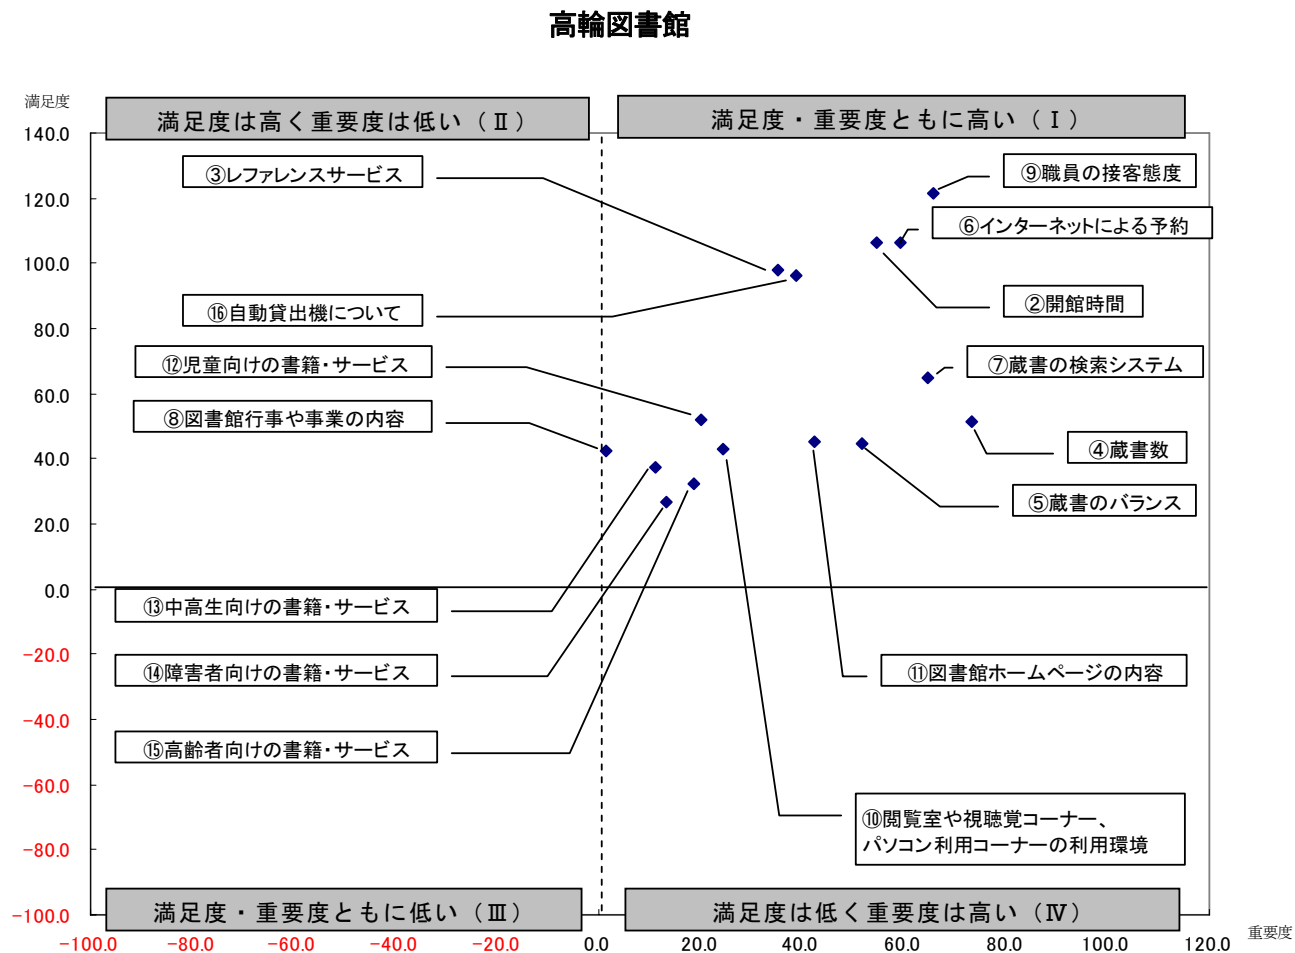 高輪図書館
満足度
満足度は高く重要度は低い（Ⅱ）
満足度・重要度ともに高い（Ⅰ）
140.0
120.0
100.0
80.0
60.0
40.0
20.0
0.0
-20.0
-40.0
-60.0
-80.0
-100.0
③レファレンスサービス
⑨職員の接客態度
⑥インターネットによる予約
⑯自動貸出機について
②開館時間
⑫児童向けの書籍・サービス
⑦蔵書の検索システム
⑧図書館行事や事業の内容
④蔵書数
⑤蔵書のバランス
⑬中高生向けの書籍・サービス
⑭障害者向けの書籍・サービス
⑪図書館ホームページの内容
⑮高齢者向けの書籍・サービス
⑩閲覧室や視聴覚コーナー、
パソコン利用コーナーの利用環境
満足度・重要度ともに低い（Ⅲ）
満足度は低く重要度は高い（Ⅳ）
-100.0 -80.0 -60.0 -40.0 -20.0 0.0 20.0 40.0 60.0 80.0 100.0 120.0
重要度